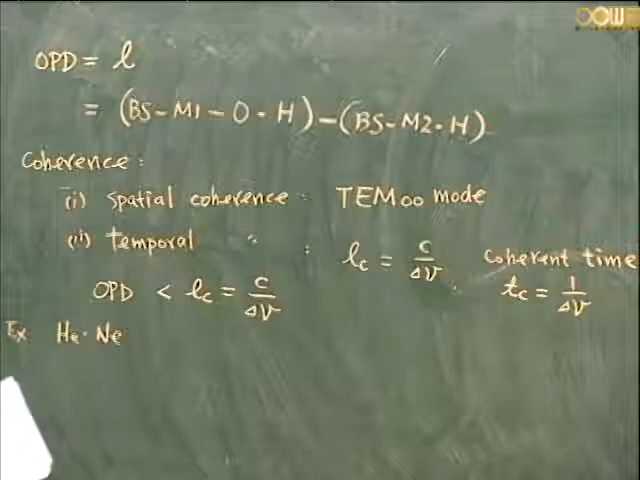 OCW
OPD = l
= (BS-M1-O-H)-(BS-M2-H)
Coherence:
(i) Spatial coherence : TEM₀₀ mode
(ii) temporal 〃 : lc = c/Δν Coherent time
OPD < lc = c/Δν tc = 1/Δν
Ex He-Ne